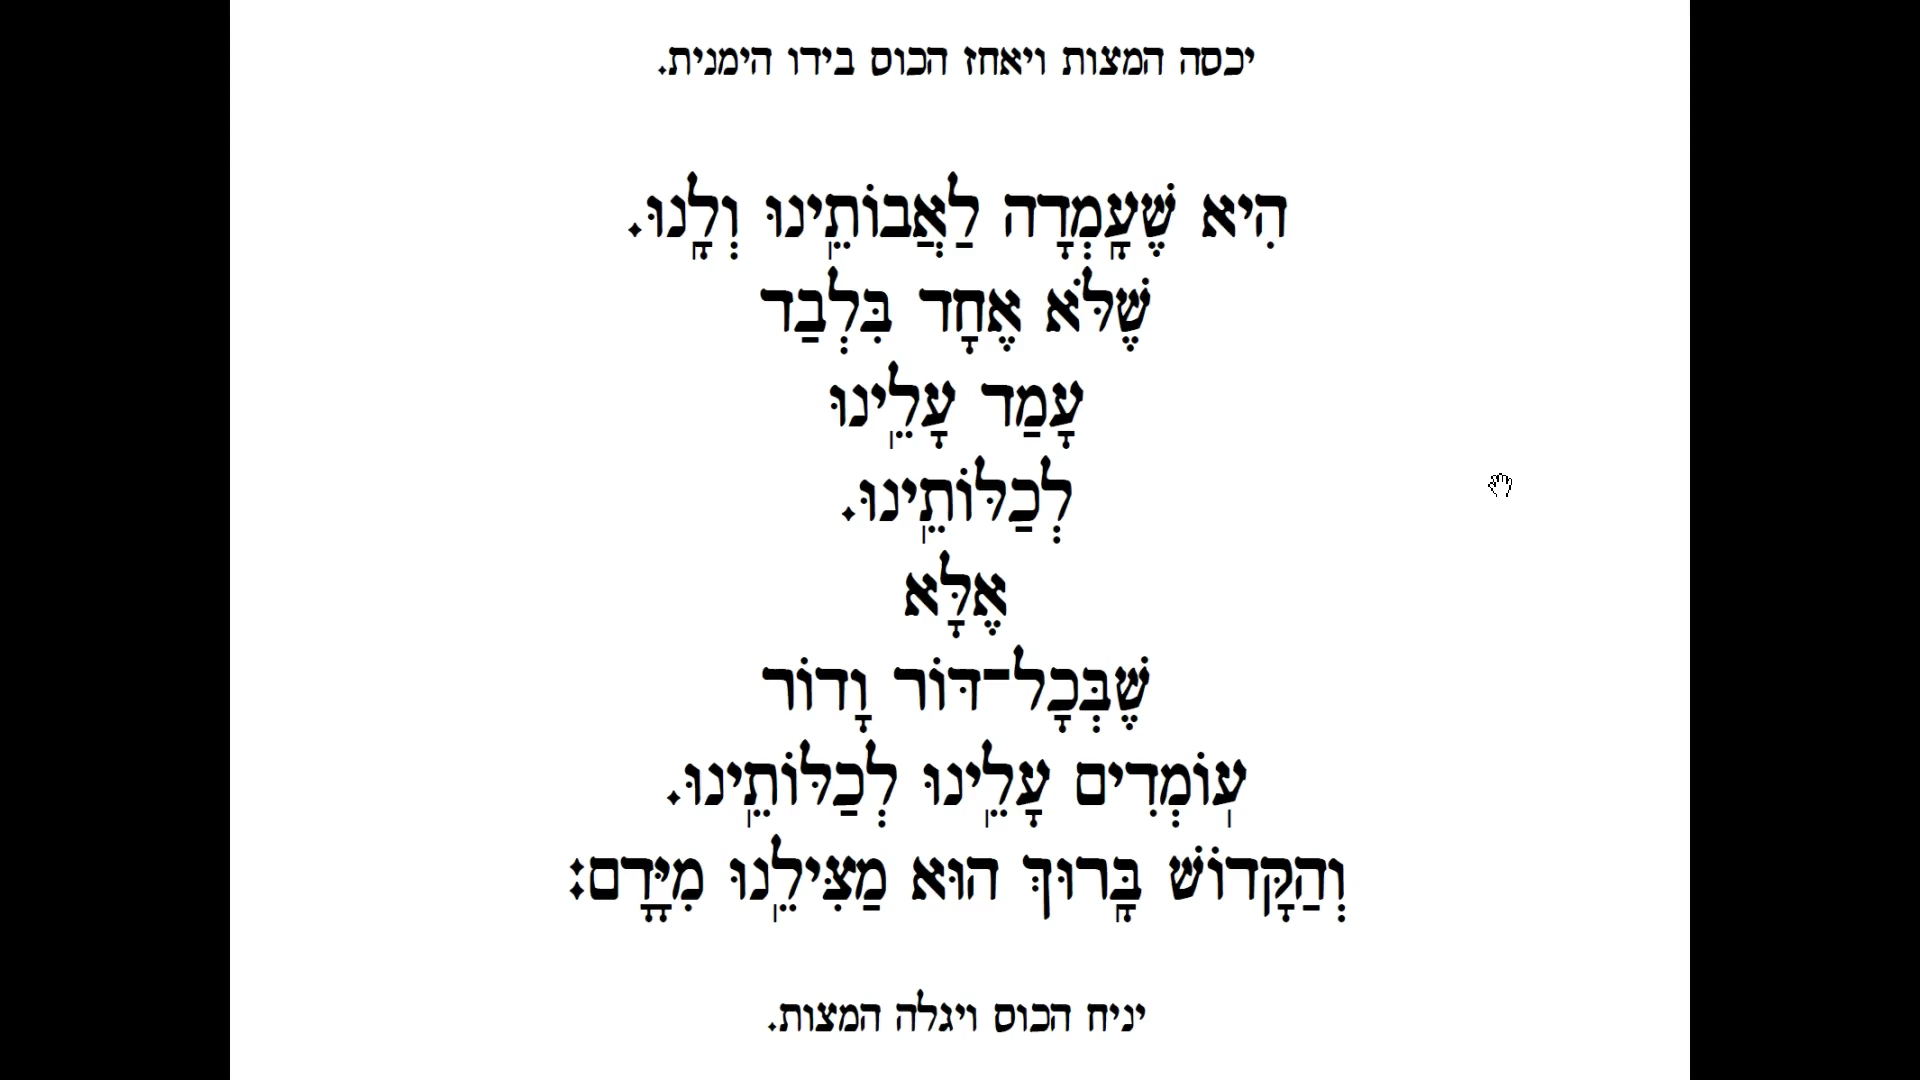 יכסה המצות ויאחז הכוס בידו הימנית.
הִיא שֶׁעָֽמְדָה לַאֲבוֹתֵֽינוּ וְלָֽנוּ.
שֶׁלֹּא אֶחָד בִּלְבַד
עָמַד עָלֵֽינוּ
לְכַלּוֹתֵֽינוּ.
אֶלָּא
שֶׁבְּכָל־דּוֹר וָדוֹר
עֽוֹמְדִים עָלֵֽינוּ לְכַלּוֹתֵֽינוּ.
וְהַקָּדוֹשׁ בָּֽרוּךְ הוּא מַצִּילֵֽנוּ מִיָּדָם:
יניח הכוס ויגלה המצות.